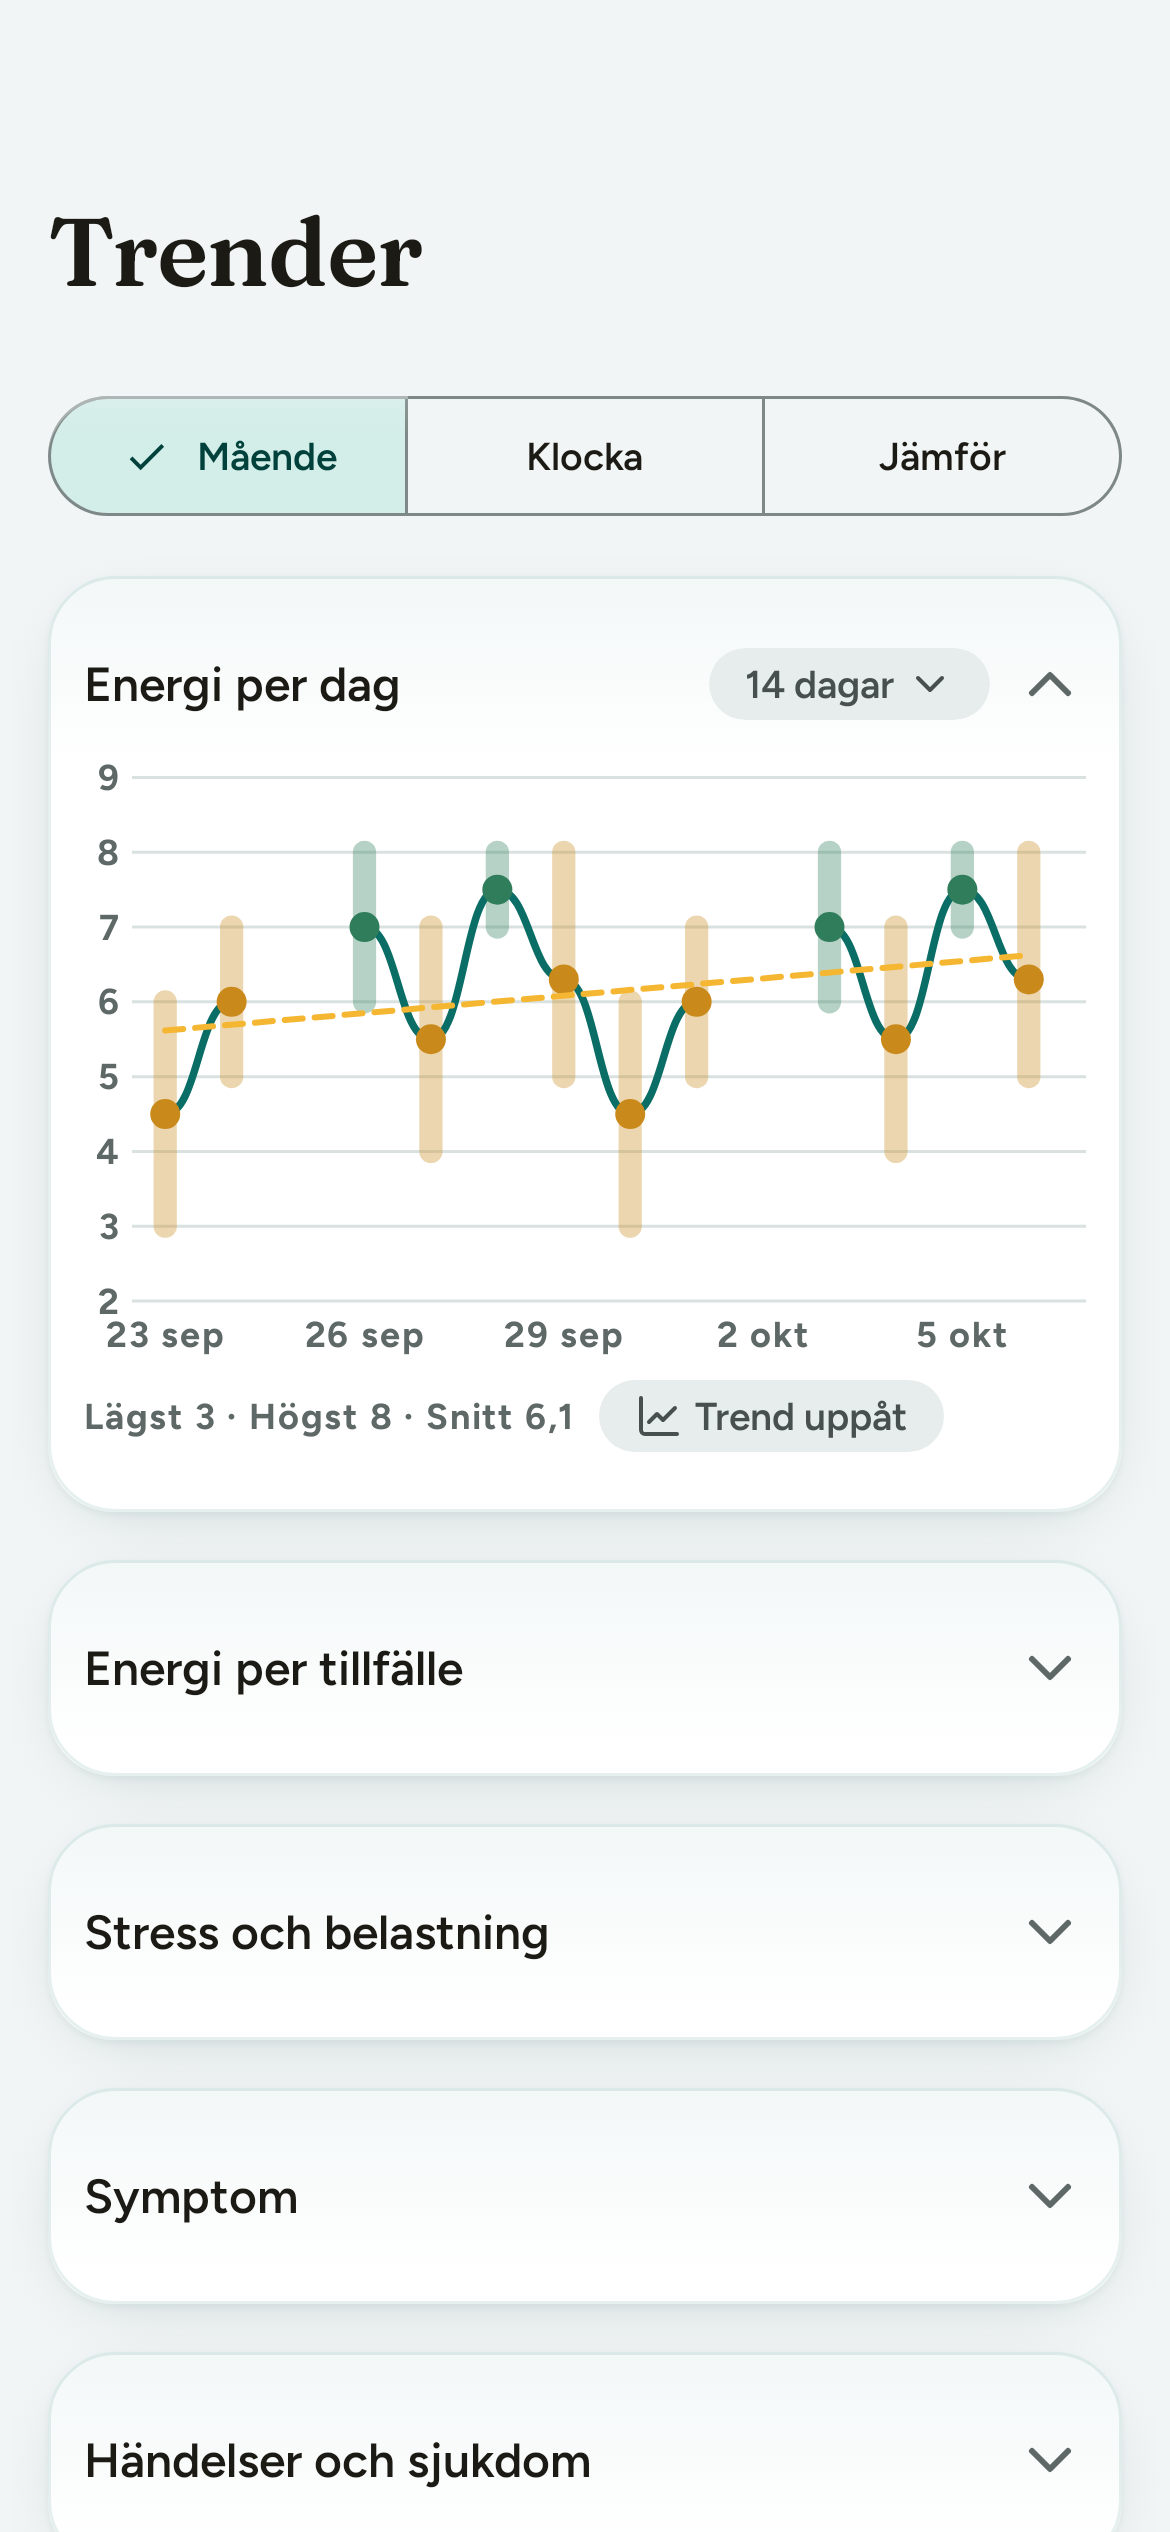 Trender
Mående
Klocka
Jämför
Energi per dag
14 dagar
9
8
7
6
5
4
3
2
23 sep
26 sep
29 sep
2 okt
5 okt
Lägst 3 · Högst 8 · Snitt 6,1
Trend uppåt
Energi per tillfälle
Stress och belastning
Symptom
Händelser och sjukdom